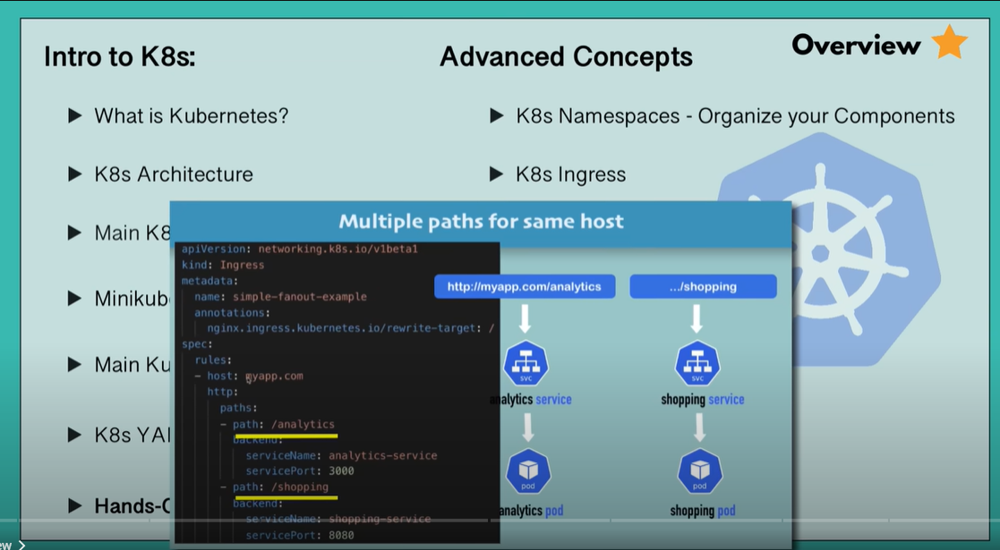 Intro to K8s:
Advanced Concepts
Overview
What is Kubernetes?
K8s Architecture
Main K8
Minikub
Main Ku
K8s YA
Hands-
K8s Namespaces - Organize your Components
K8s Ingress
Multiple paths for same host
apiVersion: networking.k8s.io/v1beta1
kind: Ingress
metadata:
name: simple-fanout-example
annotations:
nginx.ingress.kubernetes.io/rewrite-target: /
spec:
rules:
- host: myapp.com
http:
paths:
- path: /analytics
backend:
serviceName: analytics-service
servicePort: 3000
- path: /shopping
backend:
serviceName: shopping-service
servicePort: 8080
http://myapp.com/analytics
.../shopping
svc
svc
analytics service
shopping service
pod
pod
analytics pod
shopping pod
ew